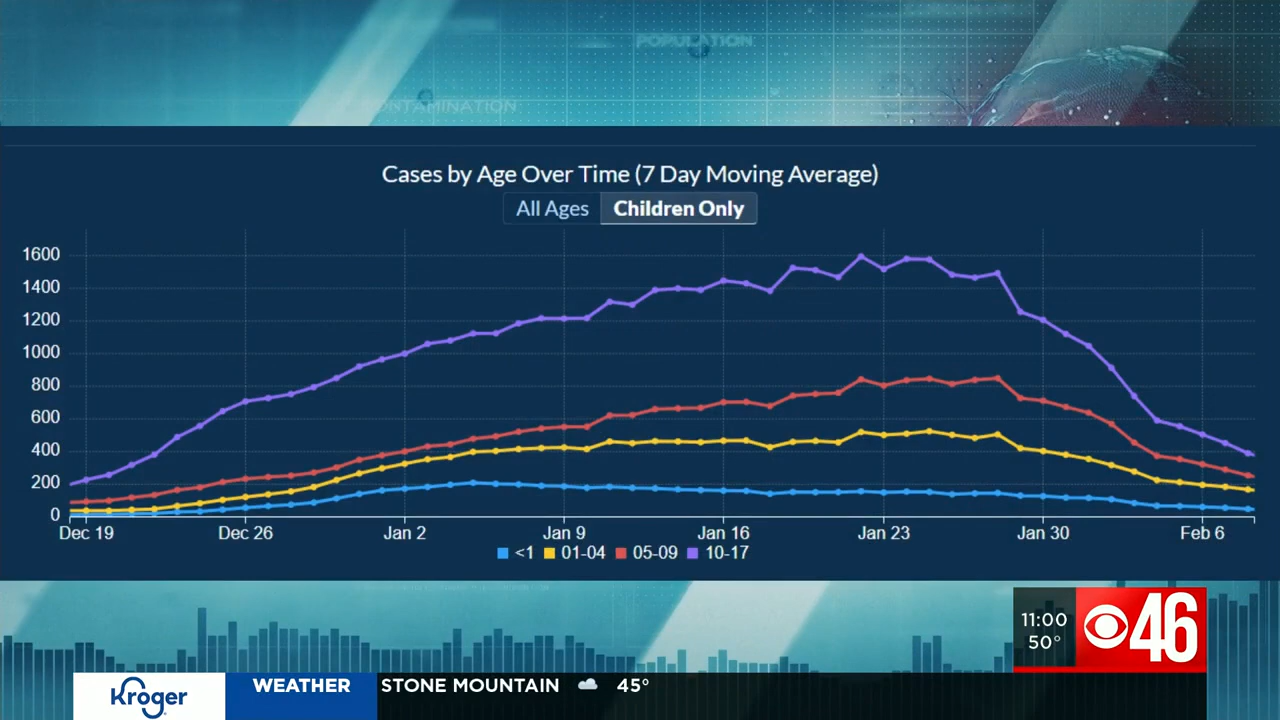 POPULATION
CONTAMINATION
Cases by Age Over Time (7 Day Moving Average)
All Ages Children Only
1600
1400
1200
1000
800
600
400
200
0
Dec 19 Dec 26 Jan 2 Jan 9 Jan 16 Jan 23 Jan 30 Feb 6
<1 01-04 05-09 10-17
11:00
50°
46
Kroger
WEATHER STONE MOUNTAIN 45°